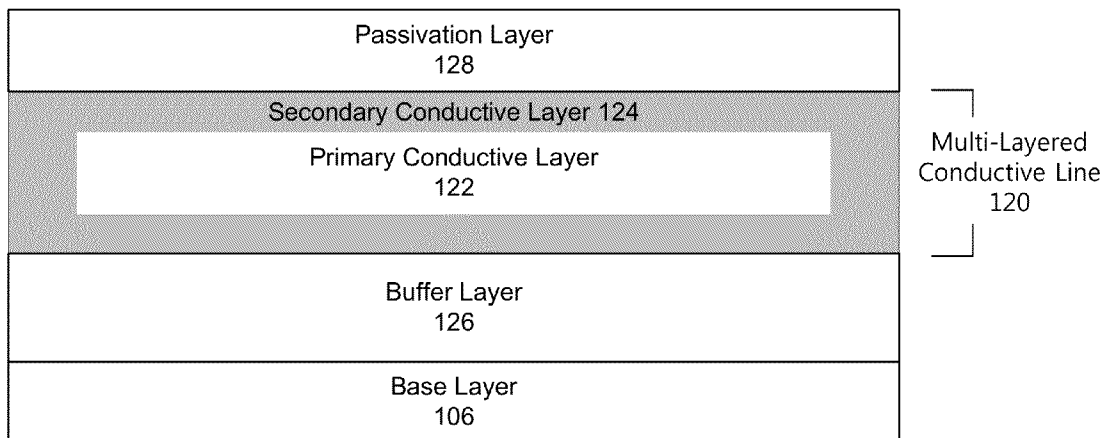 Passivation Layer
128
Secondary Conductive Layer 124
Primary Conductive Layer
122
Multi-Layered
Conductive Line
120
Buffer Layer
126
Base Layer
106